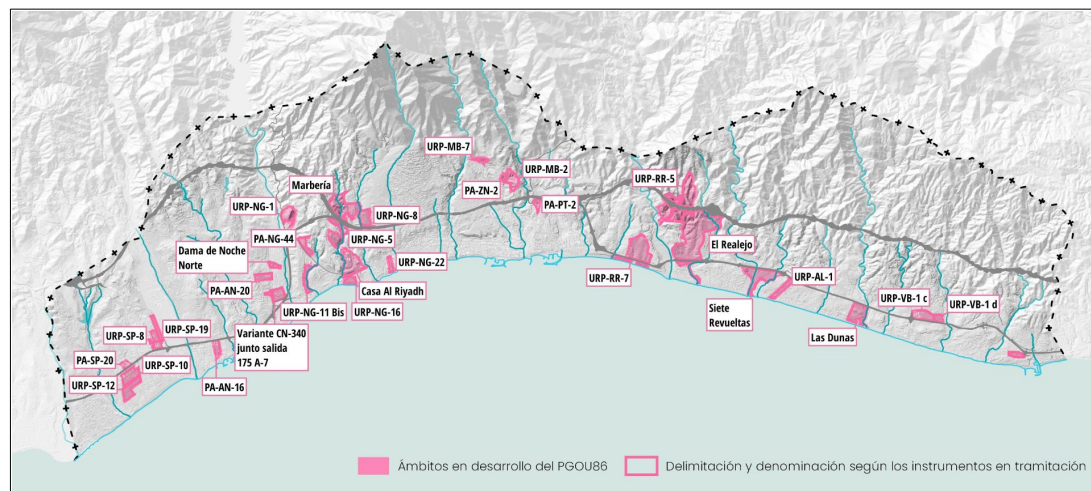 URP-MB-7
URP-MB-2
PA-ZN-2
PA-PT-2
URP-RR-5
Marbería
URP-NG-1
URP-NG-8
PA-NG-44
URP-NG-5
Dama de Noche
Norte
URP-NG-22
El Realejo
PA-AN-20
URP-RR-7
URP-AL-1
Casa Al Riyadh
URP-NG-16
URP-NG-11 Bis
URP-VB-1 c
URP-VB-1 d
Siete
Revueltas
Las Dunas
URP-SP-19
URP-SP-8
Variante CN-340
junto salida
175 A-7
PA-SP-20
URP-SP-10
URP-SP-12
PA-AN-16
Ámbitos en desarrollo del PGOU86
Delimitación y denominación según los instrumentos en tramitación